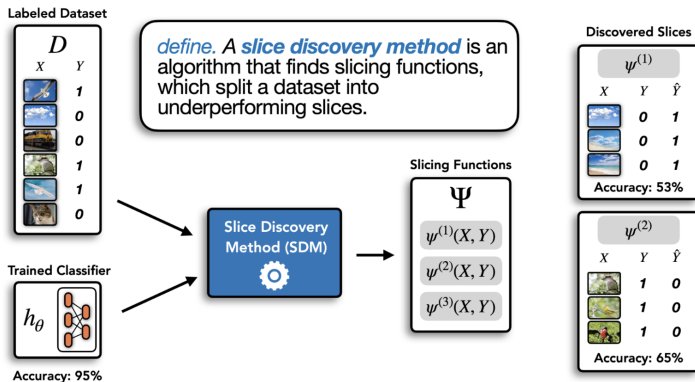 Labeled Dataset
D
X Y
1
0
0
1
1
0
Trained Classifier
hθ
Accuracy: 95%
define. A slice discovery method is an
algorithm that finds slicing functions,
which split a dataset into
underperforming slices.
Slice Discovery
Method (SDM)
Slicing Functions
Ψ
ψ(1)(X, Y)
ψ(2)(X, Y)
ψ(3)(X, Y)
Discovered Slices
ψ(1)
X Y Ŷ
0 1
0 1
0 1
Accuracy: 53%
ψ(2)
X Y Ŷ
1 0
1 0
1 0
Accuracy: 65%